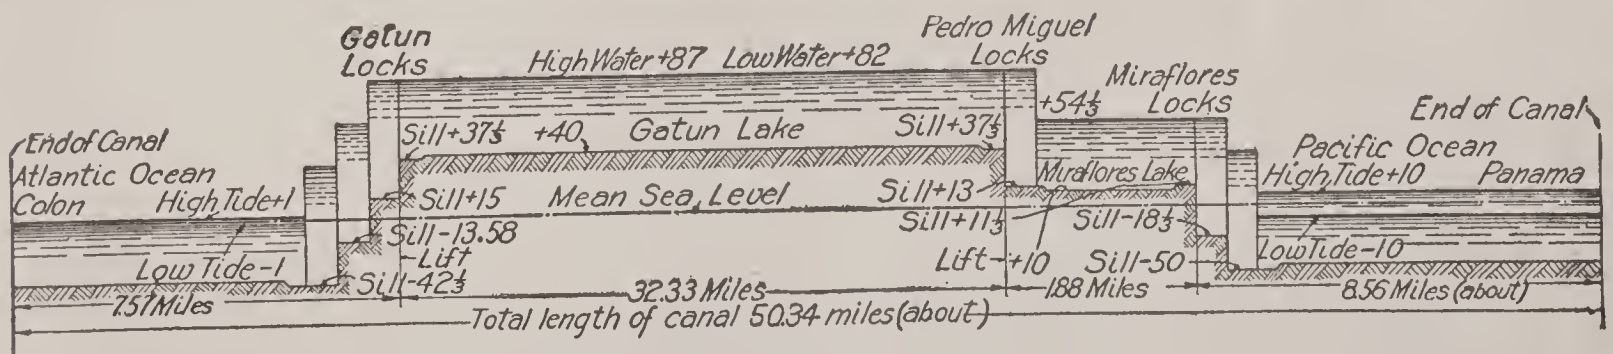 Gatun
Locks
High Water+87 Low Water+82
Pedro Miguel
Locks
+54⅓
Miraflores
Locks
End of Canal
Sill+37⅓
+40
Gatun Lake
Sill+37⅓
End of Canal
Atlantic Ocean
Colon
High Tide+1
Low Tide-1
Sill+15
Mean Sea Level
Sill+13
Miraflores Lake
Pacific Ocean
High Tide+10
Panama
Sill-13.58
Sill+11⅓
Sill-18⅓
Lift
Sill-42⅓
Lift
+10
Sill-50
Low Tide-10
7.57 Miles
32.33 Miles
1.88 Miles
8.56 Miles (about)
Total length of canal 50.34 miles (about)